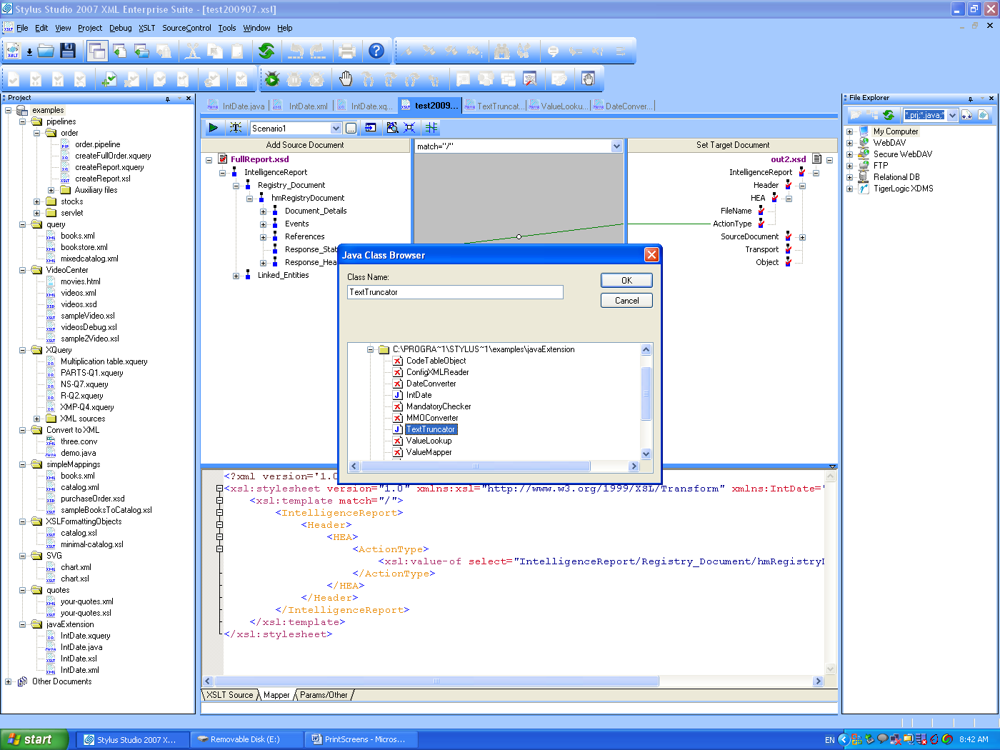 Stylus Studio 2007 XML Enterprise Suite - [test200907.xsl]
File Edit View Project Debug XSLT SourceControl Tools Window Help
Project
examples
pipelines
order
order.pipeline
createFullOrder.xquery
createReport.xquery
createReport.xsl
Auxiliary files
stocks
servlet
query
books.xml
bookstore.xml
mixedcatalog.xml
VideoCenter
movies.html
videos.xml
videos.xsd
sampleVideo.xsl
videosDebug.xsl
sample2Video.xsl
XQuery
Multiplication table.xquery
PARTS-Q1.xquery
NS-Q7.xquery
R-Q2.xquery
XMP-Q4.xquery
XML sources
Convert to XML
three.conv
demo.java
simpleMappings
books.xml
catalog.xml
purchaseOrder.xsd
sampleBooksToCatalog.xsl
XSLFormattingObjects
catalog.xsl
minimal-catalog.xsl
SVG
chart.xml
chart.xsl
quotes
your-quotes.xml
your-quotes.xsl
javaExtension
IntDate.xquery
IntDate.java
IntDate.xsl
IntDate.xml
Other Documents
IntDate.java IntDate.xml IntDate.xq... test2009... TextTruncat... ValueLooku... DateConver...
Scenario1
Add Source Document
match="/"
Set Target Document
FullReport.xsd
IntelligenceReport
Registry_Document
hmRegistryDocument
Document_Details
Events
References
Response_Stat
Response_Hea
Linked_Entities
out2.xsd
IntelligenceReport
Header
HEA
FileName
ActionType
SourceDocument
Transport
Object
Java Class Browser
Class Name:
TextTruncator
OK
Cancel
C:\PROGRA~1\STYLUS~1\examples\javaExtension
CodeTableObject
ConfigXMLReader
DateConverter
IntDate
MandatoryChecker
MMOConverter
TextTruncator
ValueLookup
ValueMapper
<?xml version='1.0
<xsl:stylesheet version="1.0" xmlns:xsl="http://www.w3.org/1999/XSL/Transform" xmlns:IntDate="
<xsl:template match="/">
<IntelligenceReport>
<Header>
<HEA>
<ActionType>
<xsl:value-of select="IntelligenceReport/Registry_Document/hmRegistryD
</ActionType>
</HEA>
</Header>
</IntelligenceReport>
</xsl:template>
</xsl:stylesheet>
XSLT Source Mapper Params/Other
File Explorer
*.prj;*.java;*
My Computer
WebDAV
Secure WebDAV
FTP
Relational DB
TigerLogic XDMS
start
Stylus Studio 2007 X...
Removable Disk (E:)
PrintScreens - Micros...
EN
8:42 AM